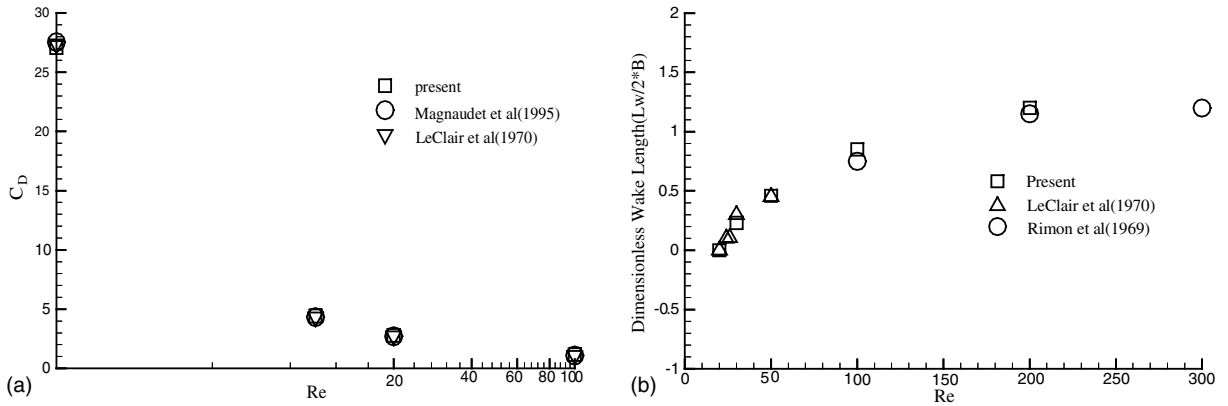 30
25
20
15
10
5
0
C_D
present
Magnaudet et al(1995)
LeClair et al(1970)
20
40
60
80
100
Re
(a)
2
1.5
1
0.5
0
-0.5
-1
Dimensionless Wake Length(Lw/2*B)
Present
LeClair et al(1970)
Rimon et al(1969)
0
50
100
150
200
250
300
Re
(b)